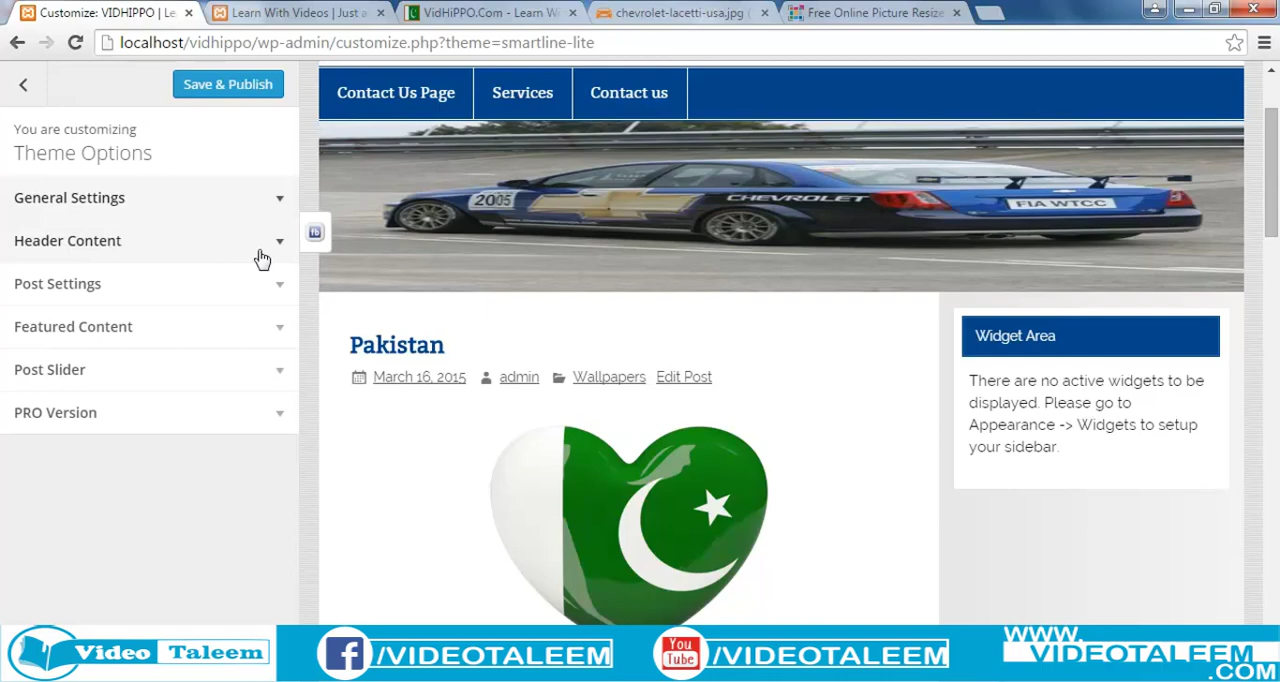 Customize: VIDHIPPO | Le
Learn With Videos | Just a
VidHiPPO.Com - Learn Wi
chevrolet-lacetti-usa.jpg (
Free Online Picture Resize
localhost/vidhippo/wp-admin/customize.php?theme=smartline-lite
Save & Publish
You are customizing
Theme Options
General Settings
Header Content
Post Settings
Featured Content
Post Slider
PRO Version
fb
Contact Us Page
Services
Contact us
2005
CHEVROLET
FIA WTCC
Pakistan
March 16, 2015
admin
Wallpapers
Edit Post
Widget Area
There are no active widgets to be
displayed. Please go to
Appearance -> Widgets to setup
your sidebar.
Video Taleem
/VIDEOTALEEM
You Tube
/VIDEOTALEEM
WWW.
VIDEOTALEEM
.COM